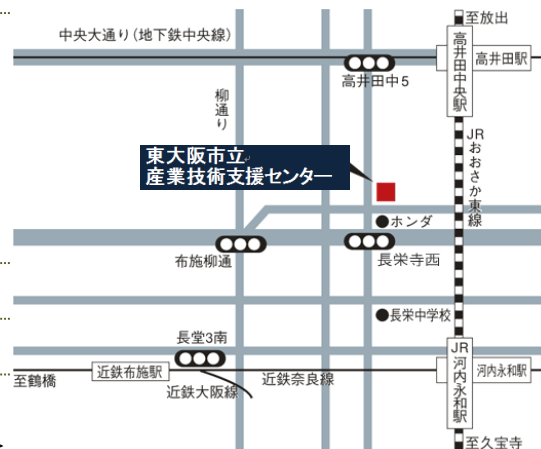 至放出
中央大通り(地下鉄中央線)
高井田中央駅
高井田駅
高井田中5
柳通り
JRおおさか東線
東大阪市立
産業技術支援センター
ホンダ
布施柳通
長栄寺西
長栄中学校
長堂3南
JR河内永和駅
河内永和駅
近鉄布施駅
近鉄奈良線
至鶴橋
近鉄大阪線
至久宝寺